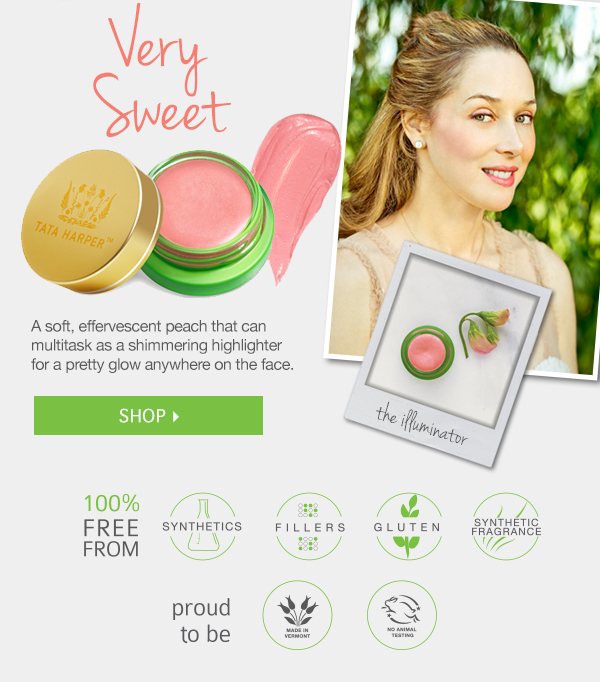 Very
Sweet
TATA HARPER™
A soft, effervescent peach that can
multitask as a shimmering highlighter
for a pretty glow anywhere on the face.
SHOP
the illuminator
100%
FREE
FROM
SYNTHETICS
FILLERS
GLUTEN
SYNTHETIC
FRAGRANCE
proud
to be
MADE IN
VERMONT
NO ANIMAL
TESTING